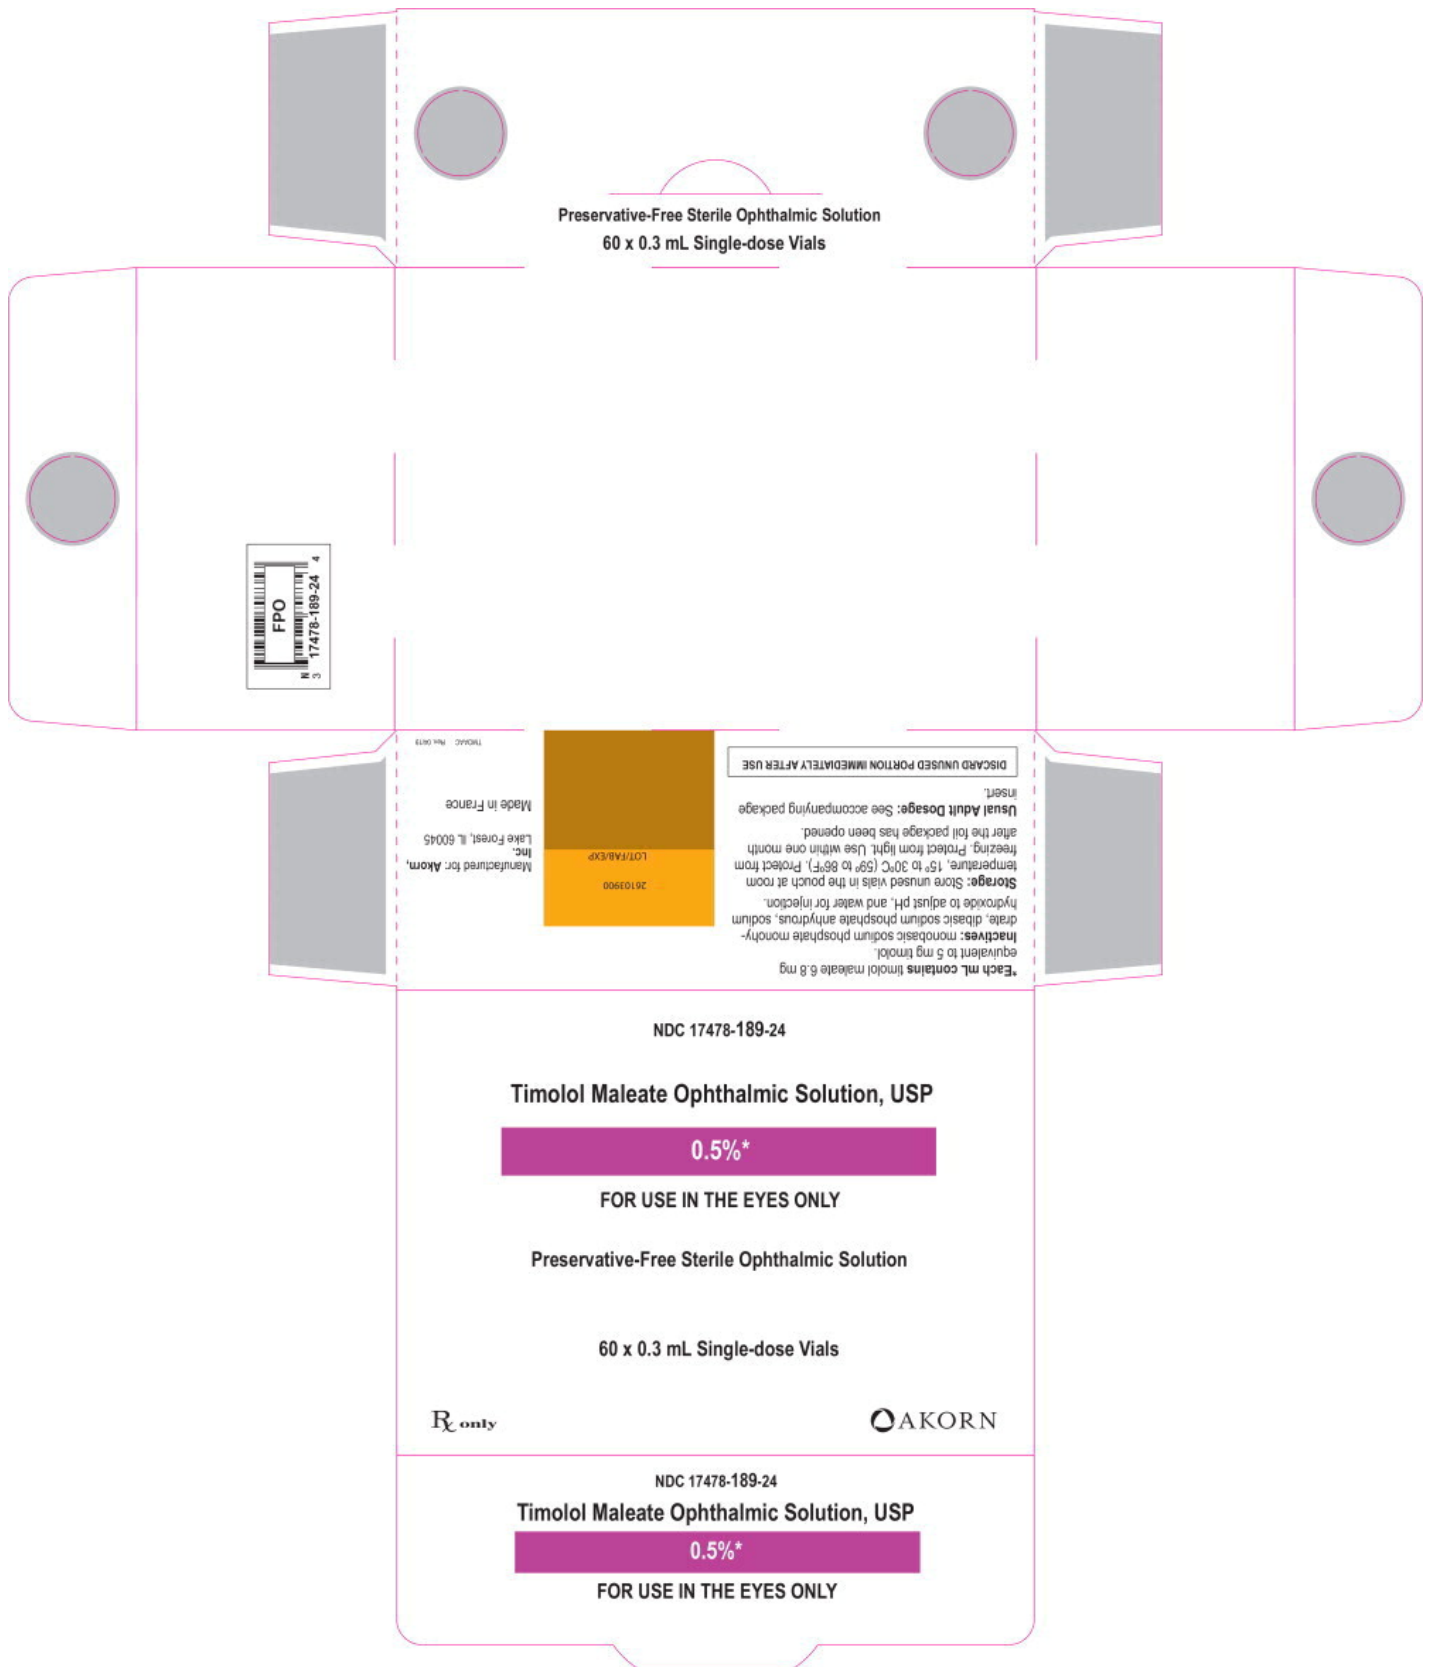 Preservative-Free Sterile Ophthalmic Solution
60 x 0.3 mL Single-dose Vials
FPO
N
3 17478-189-24 4
*Each mL contains timolol maleate 6.8 mg
equivalent to 5 mg timolol.
Inactives: monobasic sodium phosphate monohy-
drate, dibasic sodium phosphate anhydrous, sodium
hydroxide to adjust pH, and water for injection.
Storage: Store unused vials in the pouch at room
temperature, 15° to 30°C (59° to 86°F). Protect from
freezing. Protect from light. Use within one month
after the foil package has been opened.
Usual Adult Dosage: See accompanying package
insert.
DISCARD UNUSED PORTION IMMEDIATELY AFTER USE
26103900
LOT/FAB/EXP
Manufactured for: Akorn,
Inc.
Lake Forest, IL 60045
Made in France
Rev. 04/19
NDC 17478-189-24
Timolol Maleate Ophthalmic Solution, USP
0.5%*
FOR USE IN THE EYES ONLY
Preservative-Free Sterile Ophthalmic Solution
60 x 0.3 mL Single-dose Vials
Rx only
AKORN
NDC 17478-189-24
Timolol Maleate Ophthalmic Solution, USP
0.5%*
FOR USE IN THE EYES ONLY